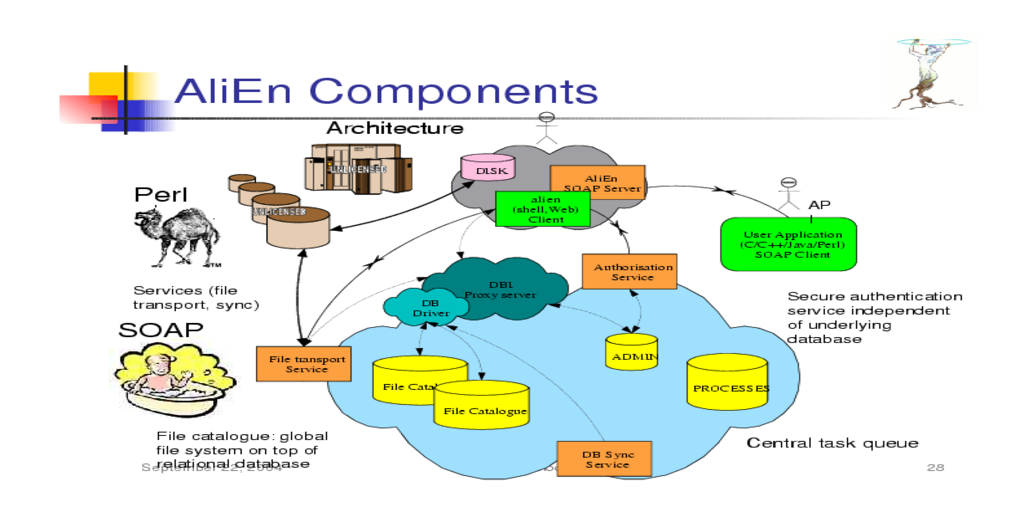 AliEn Components
Architecture
UNLICENSED
DISK
AliEn
SOAP Server
alien
(shell,Web)
Client
Perl
UNLICENSED
TM
AP
I
User Application
(C/C++/Java/Perl)
SOAP Client
Authorisation
Service
DBI
Proxy server
DB
Driver
Services (file
transport, sync)
Secure authentication
service independent
of underlying
database
SOAP
File transport
Service
ADMIN
File Catal
File Catalogue
PROCESSES
File catalogue: global
file system on top of
relational database
Central task queue
DB Sync
Service
September 22, 2004
28